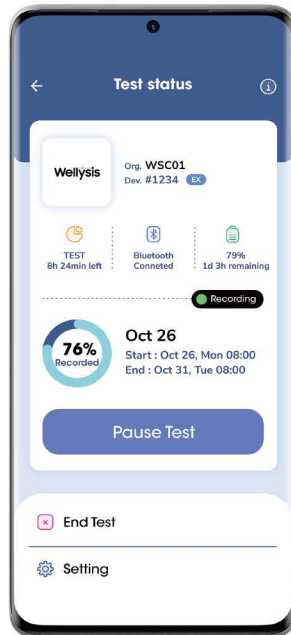 Test status
Wellysis
Org. WSC01
Dev. #1234 EX
TEST
8h 24min left
Bluetooth
Conneted
79%
1d 3h remaining
Recording
76%
Recorded
Oct 26
Start : Oct 26, Mon 08:00
End : Oct 31, Tue 08:00
Pause Test
End Test
Setting